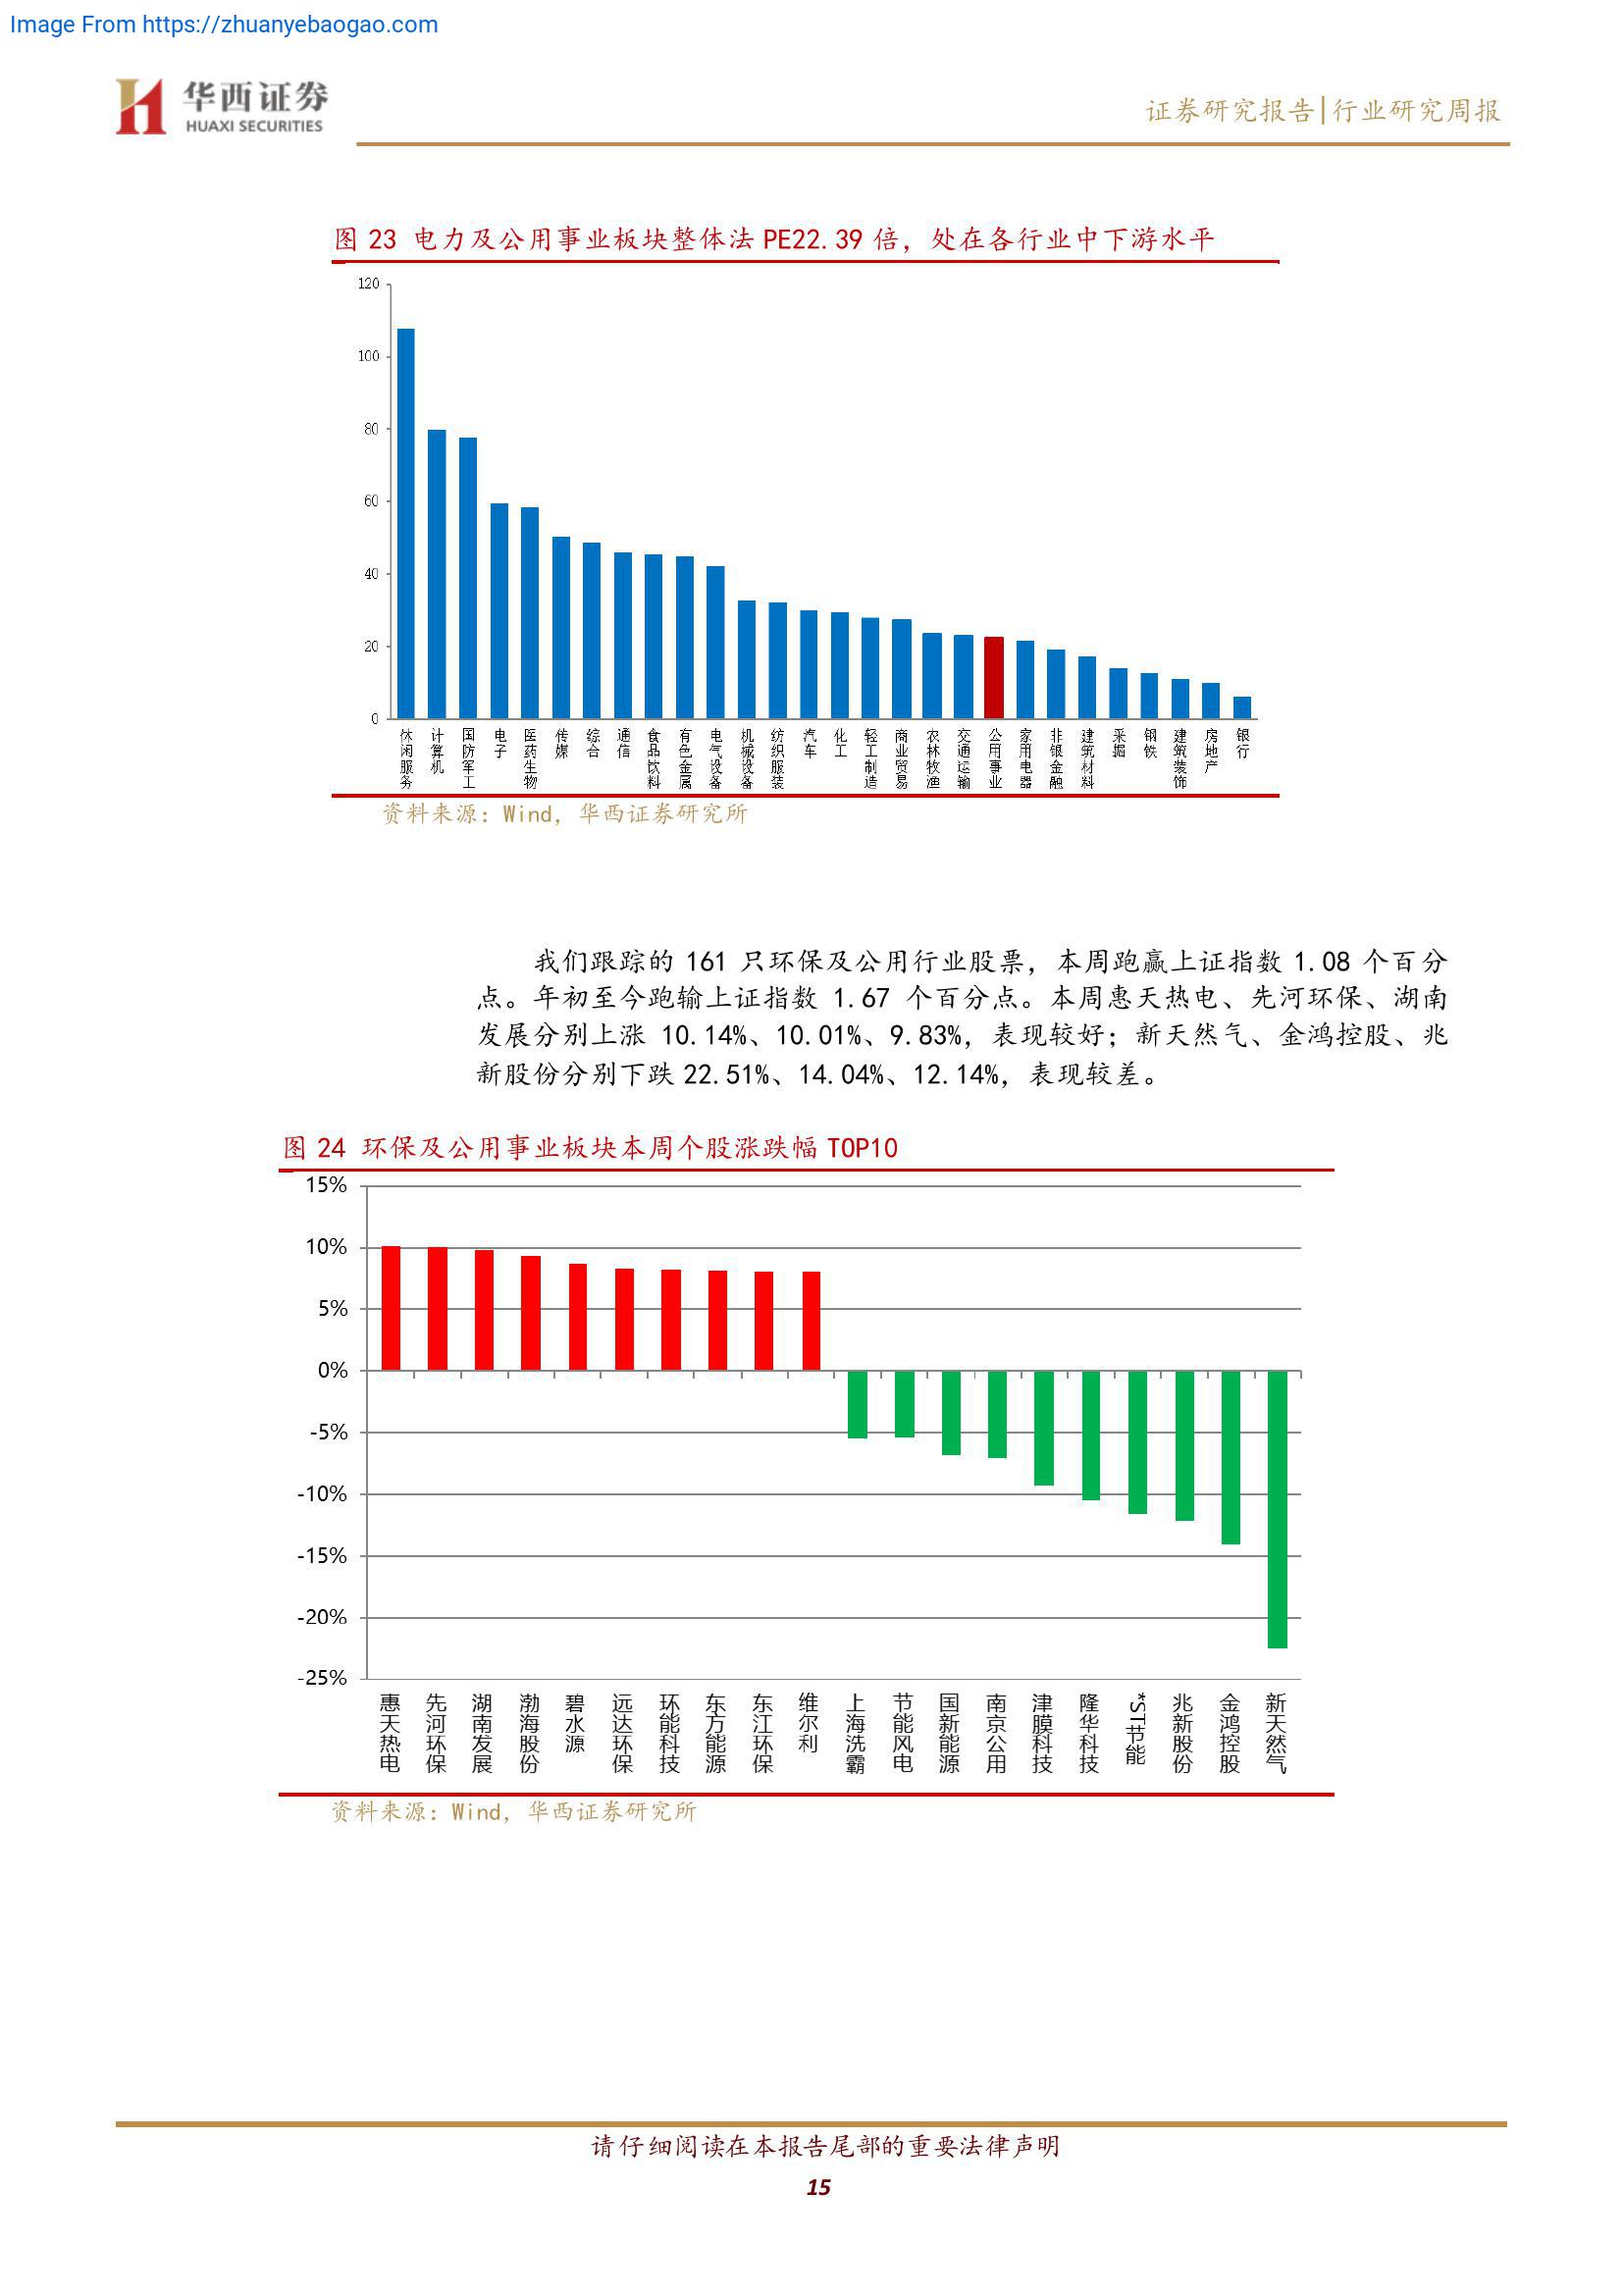 Image From https://zhuanyebaogao.com
华西证券
HUAXI SECURITIES
证券研究报告|行业研究周报
图 23 电力及公用事业板块整体法 PE22.39 倍，处在各行业中下游水平
120
100
80
60
40
20
0
休闲服务 计算机 国防军工 电子 医药生物 传媒 综合 通信 食品饮料 有色金属 电气设备 机械设备 纺织服装 汽车 化工 轻工制造 商业贸易 农林牧渔 交通运输 公用事业 家用电器 非银金融 建筑材料 采掘 钢铁 建筑装饰 房地产 银行
资料来源：Wind，华西证券研究所
我们跟踪的 161 只环保及公用行业股票，本周跑赢上证指数 1.08 个百分
点。年初至今跑输上证指数 1.67 个百分点。本周惠天热电、先河环保、湖南
发展分别上涨 10.14%、10.01%、9.83%，表现较好；新天然气、金鸿控股、兆
新股份分别下跌 22.51%、14.04%、12.14%，表现较差。
图 24 环保及公用事业板块本周个股涨跌幅 TOP10
15%
10%
5%
0%
-5%
-10%
-15%
-20%
-25%
惠天热电 先河环保 湖南发展 渤海股份 碧水源 远达环保 环能科技 东方能源 东江环保 维尔利 上海洗霸 节能风电 国新能源 南京公用 津膜科技 隆华科技 *ST节能 兆新股份 金鸿控股 新天然气
资料来源：Wind，华西证券研究所
请仔细阅读在本报告尾部的重要法律声明
15